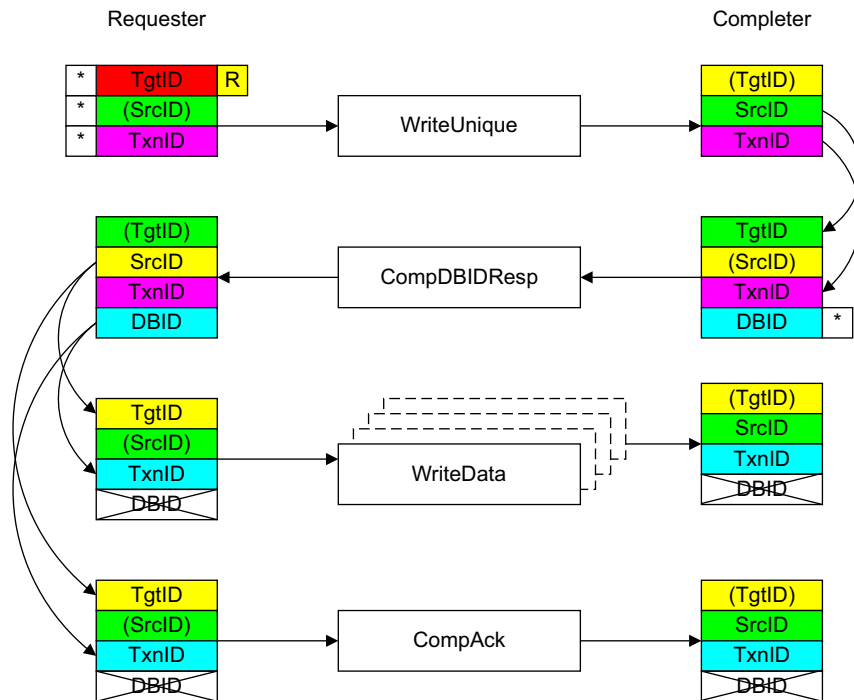 Requester Completer
* TgtID R (TgtID)
* (SrcID) SrcID
* TxnID WriteUnique TxnID
(TgtID) TgtID
SrcID (SrcID)
TxnID CompDBIDResp TxnID
DBID DBID *
TgtID (TgtID)
(SrcID) SrcID
TxnID WriteData TxnID
DBID DBID
TgtID (TgtID)
(SrcID) SrcID
TxnID CompAck TxnID
DBID DBID